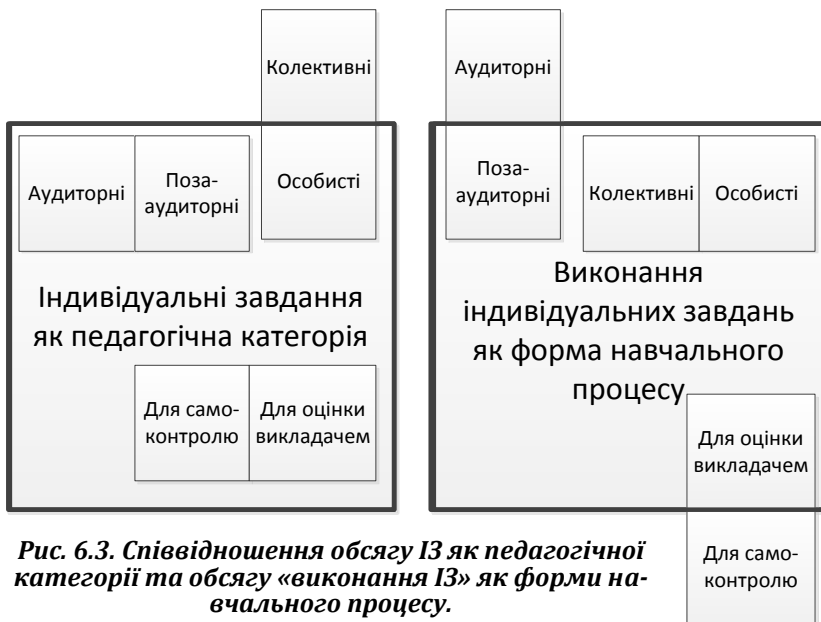 Колективні
Аудиторні
Поза-
аудиторні
Особисті
Індивідуальні завдання
як педагогічна категорія
Для само-
контролю
Для оцінки
викладачем
Аудиторні
Поза-
аудиторні
Колективні
Особисті
Виконання
індивідуальних завдань
як форма навчального
процесу
Для оцінки
викладачем
Для само-
контролю
Рис. 6.3. Співвідношення обсягу ІЗ як педагогічної
категорії та обсягу «виконання ІЗ» як форми на-
вчального процесу.